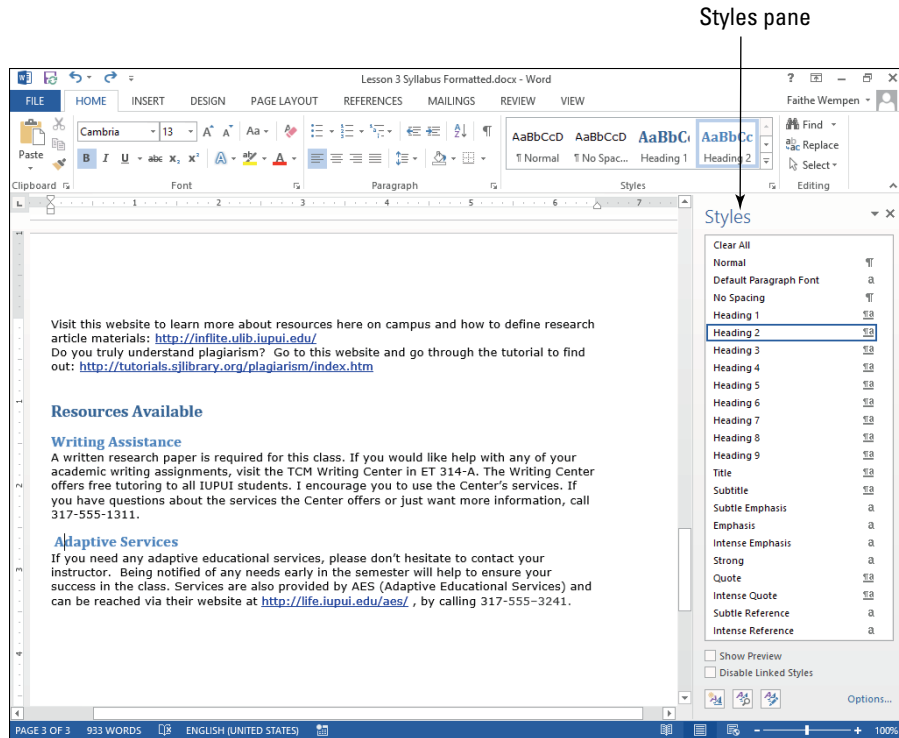 Styles pane
Lesson 3 Syllabus Formatted.docx - Word
FILE HOME INSERT DESIGN PAGE LAYOUT REFERENCES MAILINGS REVIEW VIEW Faithe Wempen
Cambria 13 Aa
Paste
B I U abc X₂ X² A A
AaBbCcD AaBbCcD AaBbC AaBbCc
¶ Normal ¶ No Spac... Heading 1 Heading 2
Find
Replace
Select
Clipboard Font Paragraph Styles Editing
1 2 3 4 5 6 7
Styles
Clear All
Normal ¶
Default Paragraph Font a
No Spacing ¶
Heading 1 ¶a
Heading 2 ¶a
Heading 3 ¶a
Heading 4 ¶a
Heading 5 ¶a
Heading 6 ¶a
Heading 7 ¶a
Heading 8 ¶a
Heading 9 ¶a
Title ¶a
Subtitle ¶a
Subtle Emphasis a
Emphasis a
Intense Emphasis a
Strong a
Quote ¶a
Intense Quote ¶a
Subtle Reference a
Intense Reference a
Show Preview
Disable Linked Styles
Options...
Visit this website to learn more about resources here on campus and how to define research
article materials: http://inflite.ulib.iupui.edu/
Do you truly understand plagiarism? Go to this website and go through the tutorial to find
out: http://tutorials.sjlibrary.org/plagiarism/index.htm
Resources Available
Writing Assistance
A written research paper is required for this class. If you would like help with any of your
academic writing assignments, visit the TCM Writing Center in ET 314-A. The Writing Center
offers free tutoring to all IUPUI students. I encourage you to use the Center's services. If
you have questions about the services the Center offers or just want more information, call
317-555-1311.
Adaptive Services
If you need any adaptive educational services, please don't hesitate to contact your
instructor. Being notified of any needs early in the semester will help to ensure your
success in the class. Services are also provided by AES (Adaptive Educational Services) and
can be reached via their website at http://life.iupui.edu/aes/ , by calling 317-555–3241.
PAGE 3 OF 3 933 WORDS ENGLISH (UNITED STATES) 100%